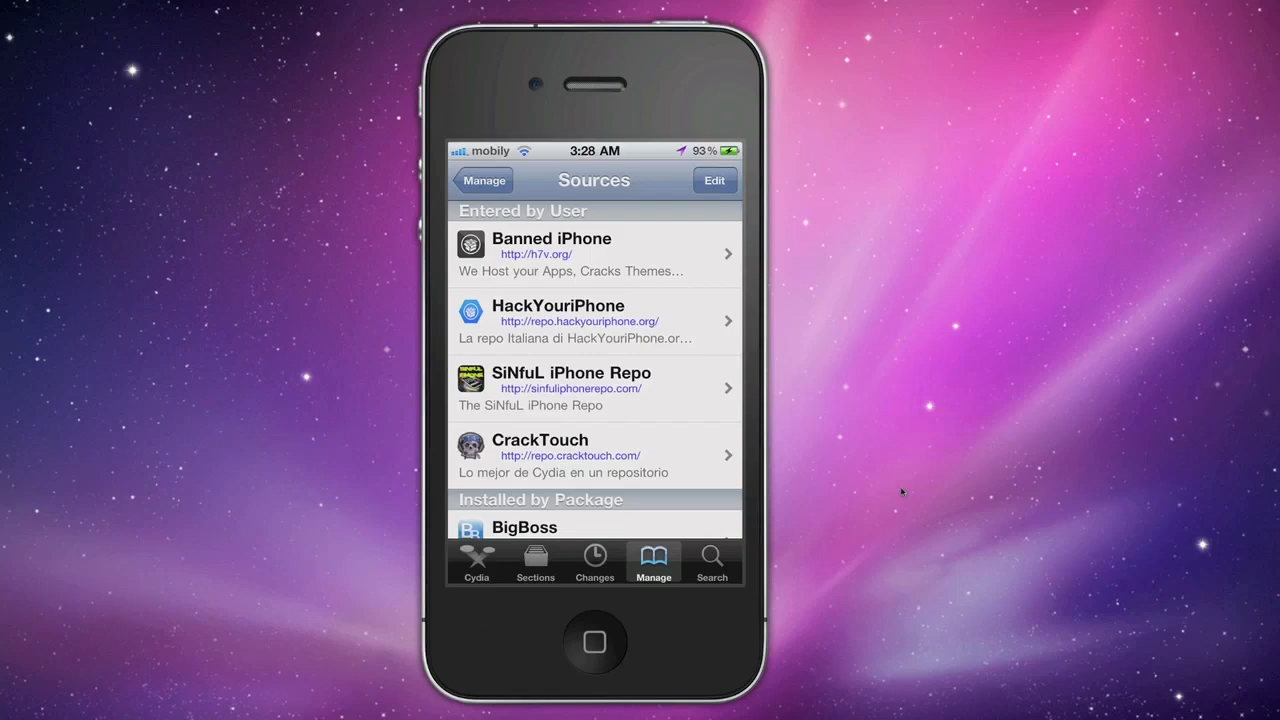 mobily 3:28 AM 93%
Manage Sources Edit
Entered by User
Banned iPhone
http://h7v.org/
We Host your Apps, Cracks Themes…
HackYouriPhone
http://repo.hackyouriphone.org/
La repo Italiana di HackYouriPhone.or…
SiNfuL iPhone Repo
http://sinfuliphonerepo.com/
The SiNfuL iPhone Repo
CrackTouch
http://repo.cracktouch.com/
Lo mejor de Cydia en un repositorio
Installed by Package
BigBoss
Cydia Sections Changes Manage Search